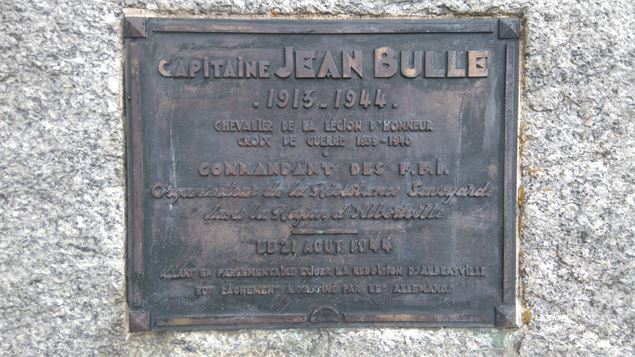 CAPITAINE JEAN BULLE
. 1913 _ 1944 .
CHEVALIER DE LA LÉGION D'HONNEUR
CROIX DE GUERRE 1939-1940
COMMANDANT DES F.F.I.
Organisateur de la Résistance Savoyarde
dans la Région d'Albertville
LE 21 AOUT 1944
ALLANT EN PARLEMENTAIRE EXIGER LA REDDITION D'ALBERTVILLE
FUT LÂCHEMENT ASSASSINÉ PAR LES ALLEMANDS